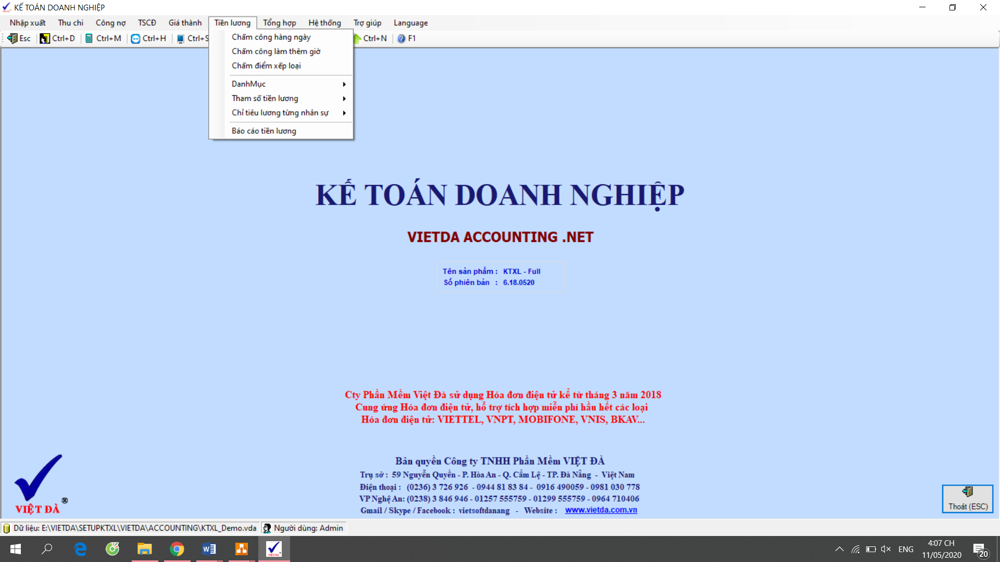 KẾ TOÁN DOANH NGHIỆP
Nhập xuất Thu chi Công nợ TSCĐ Giá thành Tiền lương Tổng hợp Hệ thống Trợ giúp Language
Esc Ctrl+D Ctrl+M Ctrl+H Ctrl+S Ctrl+N F1
Chấm công hàng ngày
Chấm công làm thêm giờ
Chấm điểm xếp loại
DanhMục
Tham số tiền lương
Chỉ tiêu lương từng nhân sự
Báo cáo tiền lương
KẾ TOÁN DOANH NGHIỆP
VIETDA ACCOUNTING .NET
Tên sản phẩm : KTXL - Full
Số phiên bản : 6.18.0520
Cty Phần Mềm Việt Đà sử dụng Hóa đơn điện tử kể từ tháng 3 năm 2018
Cung ứng Hóa đơn điện tử, hỗ trợ tích hợp miễn phí hầu hết các loại
Hóa đơn điện tử: VIETTEL, VNPT, MOBIFONE, VNIS, BKAV...
Bản quyền Công ty TNHH Phần Mềm VIỆT ĐÀ
Trụ sở : 59 Nguyễn Quyền - P. Hòa An - Q. Cẩm Lệ - TP. Đà Nẵng - Việt Nam
Điện thoại : (0236) 3 726 926 - 0944 81 83 84 - 0916 490059 - 0981 030 778
VP Nghệ An: (0238) 3 846 946 - 01257 555759 - 01299 555759 - 0964 710406
Gmail / Skype / Facebook : vietsoftdanang - Website : www.vietda.com.vn
VIỆT ĐÀ ®
Thoát (ESC)
Dữ liệu: E:\VIETDA\SETUPKTXL\VIETDA\ACCOUNTING\KTXL_Demo.vda Người dùng: Admin
ENG
4:07 CH
11/05/2020
20